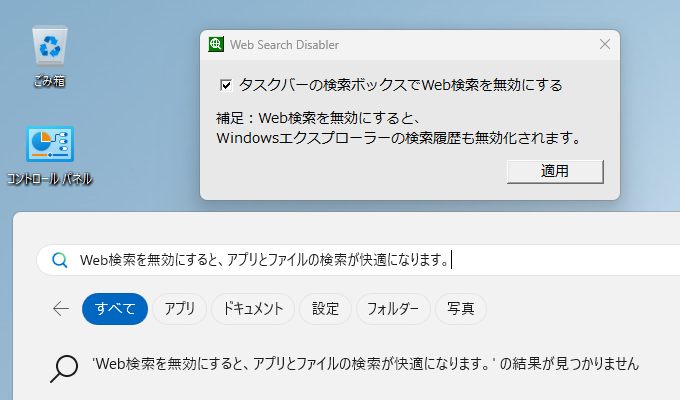 ごみ箱
コントロール パネル
Web Search Disabler
タスクバーの検索ボックスでWeb検索を無効にする
補足：Web検索を無効にすると、
Windowsエクスプローラーの検索履歴も無効化されます。
適用
Web検索を無効にすると、アプリとファイルの検索が快適になります。
すべて アプリ ドキュメント 設定 フォルダー 写真
'Web検索を無効にすると、アプリとファイルの検索が快適になります。' の結果が見つかりません